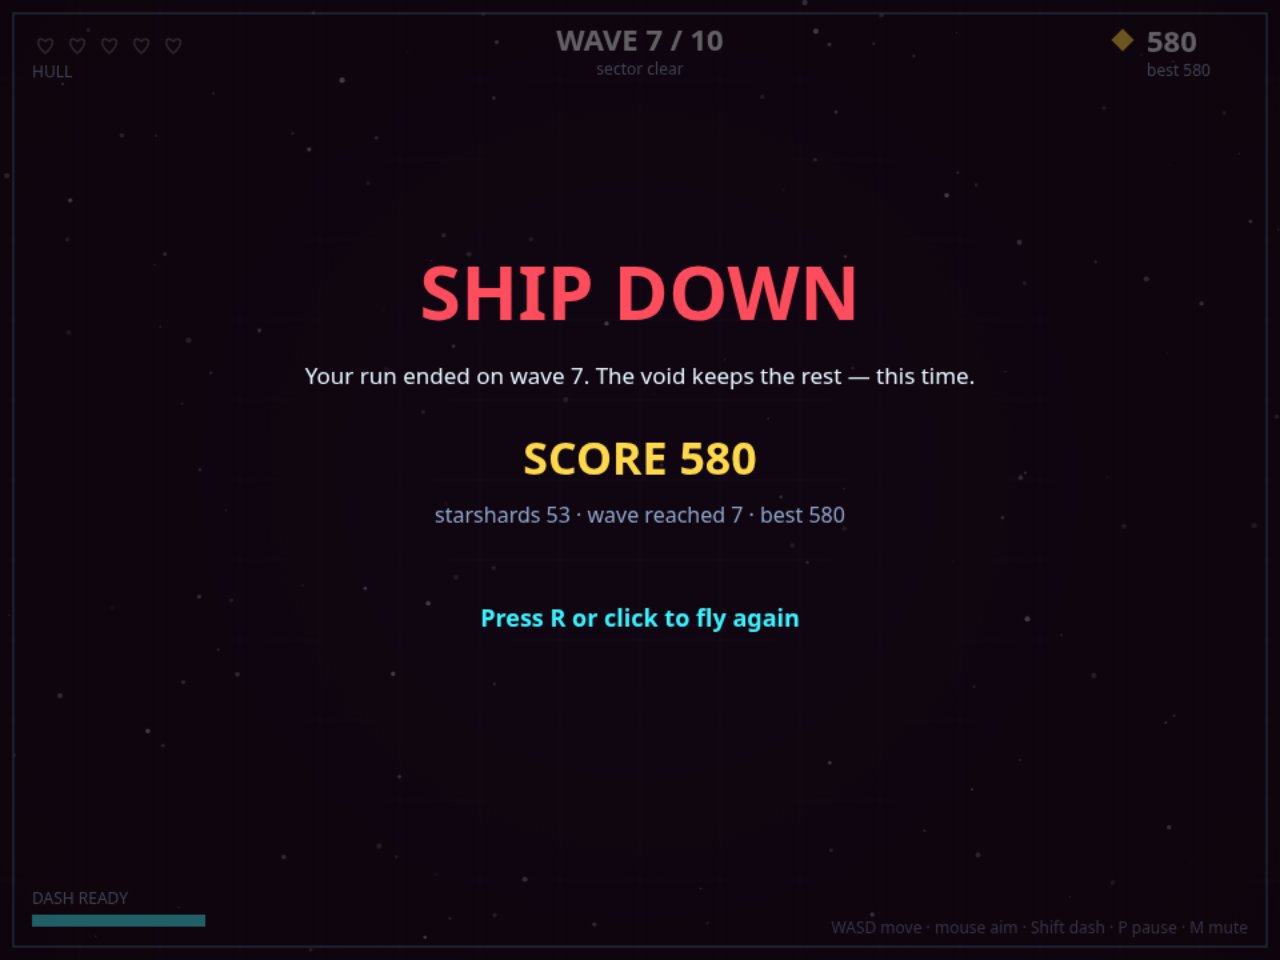 WAVE 7 / 10
580
HULL
sector clear
best 580
SHIP DOWN
Your run ended on wave 7. The void keeps the rest — this time.
SCORE 580
starshards 53 · wave reached 7 · best 580
Press R or click to fly again
DASH READY
WASD move · mouse aim · Shift dash · P pause · M mute